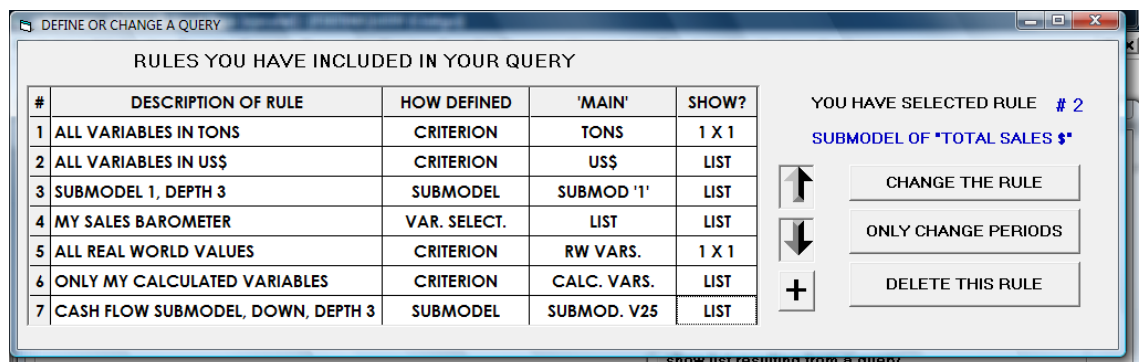 DEFINE OR CHANGE A QUERY
RULES YOU HAVE INCLUDED IN YOUR QUERY
# DESCRIPTION OF RULE HOW DEFINED 'MAIN' SHOW?
1 ALL VARIABLES IN TONS CRITERION TONS 1 X 1
2 ALL VARIABLES IN US$ CRITERION US$ LIST
3 SUBMODEL 1, DEPTH 3 SUBMODEL SUBMOD '1' LIST
4 MY SALES BAROMETER VAR. SELECT. LIST LIST
5 ALL REAL WORLD VALUES CRITERION RW VARS. 1 X 1
6 ONLY MY CALCULATED VARIABLES CRITERION CALC. VARS. LIST
7 CASH FLOW SUBMODEL, DOWN, DEPTH 3 SUBMODEL SUBMOD. V25 LIST
YOU HAVE SELECTED RULE # 2
SUBMODEL OF "TOTAL SALES $"
CHANGE THE RULE
ONLY CHANGE PERIODS
+
DELETE THIS RULE
show list resulting from a query